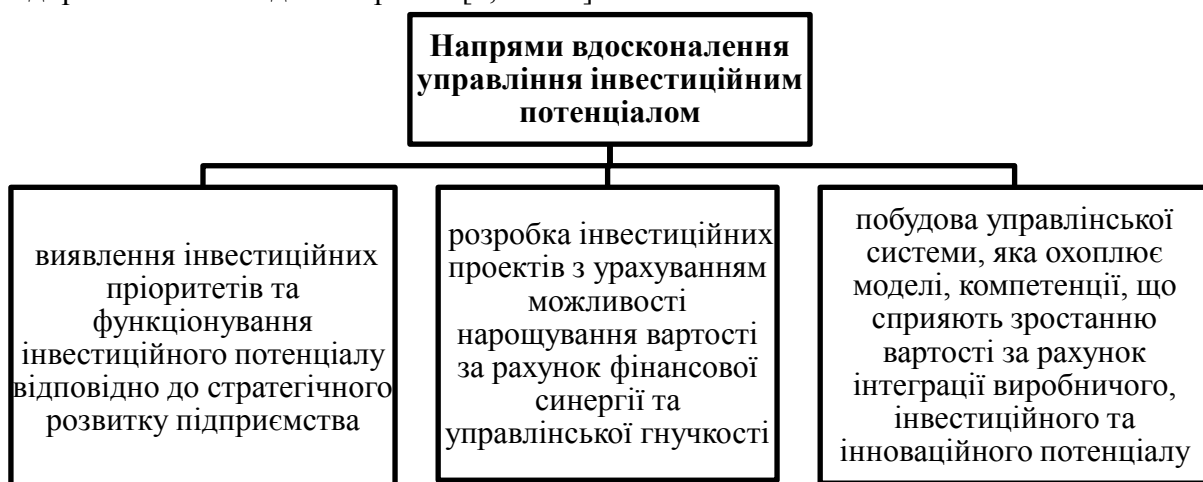 Напрями вдосконалення
управління інвестиційним
потенціалом
виявлення інвестиційних
пріоритетів та
функціонування
інвестиційного потенціалу
відповідно до стратегічного
розвитку підприємства
розробка інвестиційних
проектів з урахуванням
можливості
нарощування вартості
за рахунок фінансової
синергії та
управлінської гнучкості
побудова управлінської
системи, яка охоплює
моделі, компетенції, що
сприяють зростанню
вартості за рахунок
інтеграції виробничого,
інвестиційного та
інноваційного потенціалу